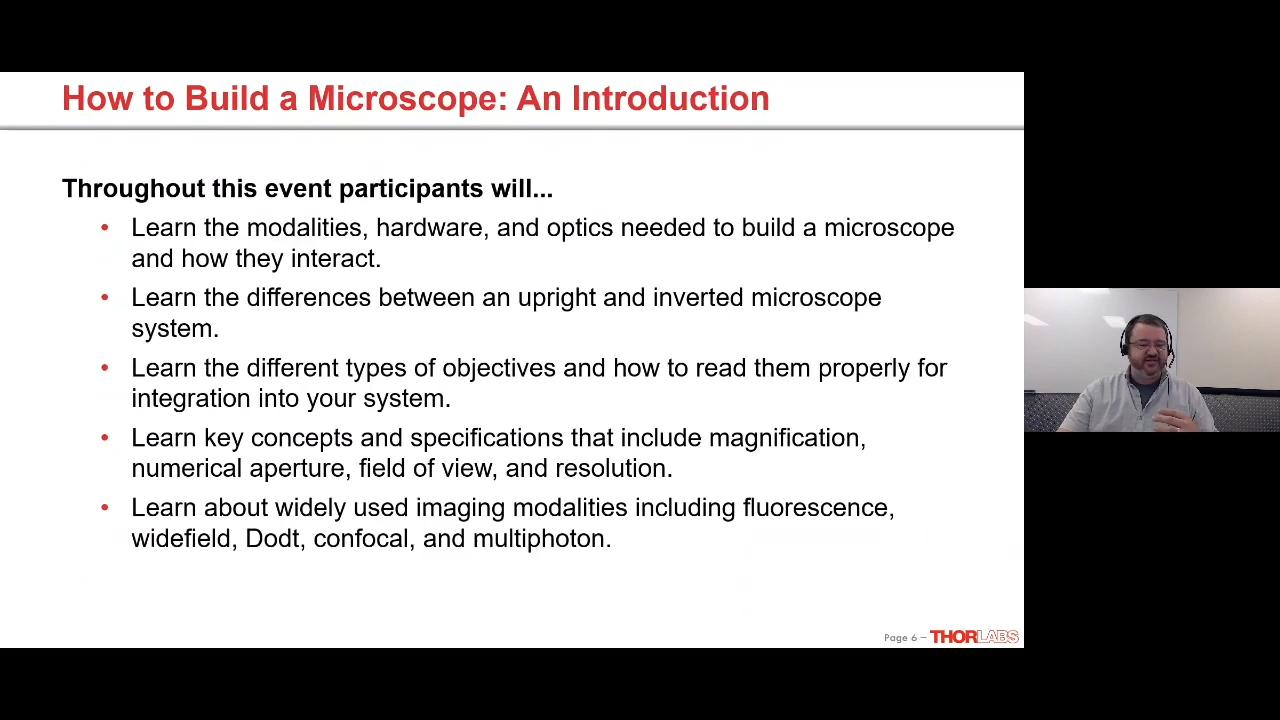 How to Build a Microscope: An Introduction
Throughout this event participants will...
• Learn the modalities, hardware, and optics needed to build a microscope
and how they interact.
• Learn the differences between an upright and inverted microscope
system.
• Learn the different types of objectives and how to read them properly for
integration into your system.
• Learn key concepts and specifications that include magnification,
numerical aperture, field of view, and resolution.
• Learn about widely used imaging modalities including fluorescence,
widefield, Dodt, confocal, and multiphoton.
Page 6 – THORLABS